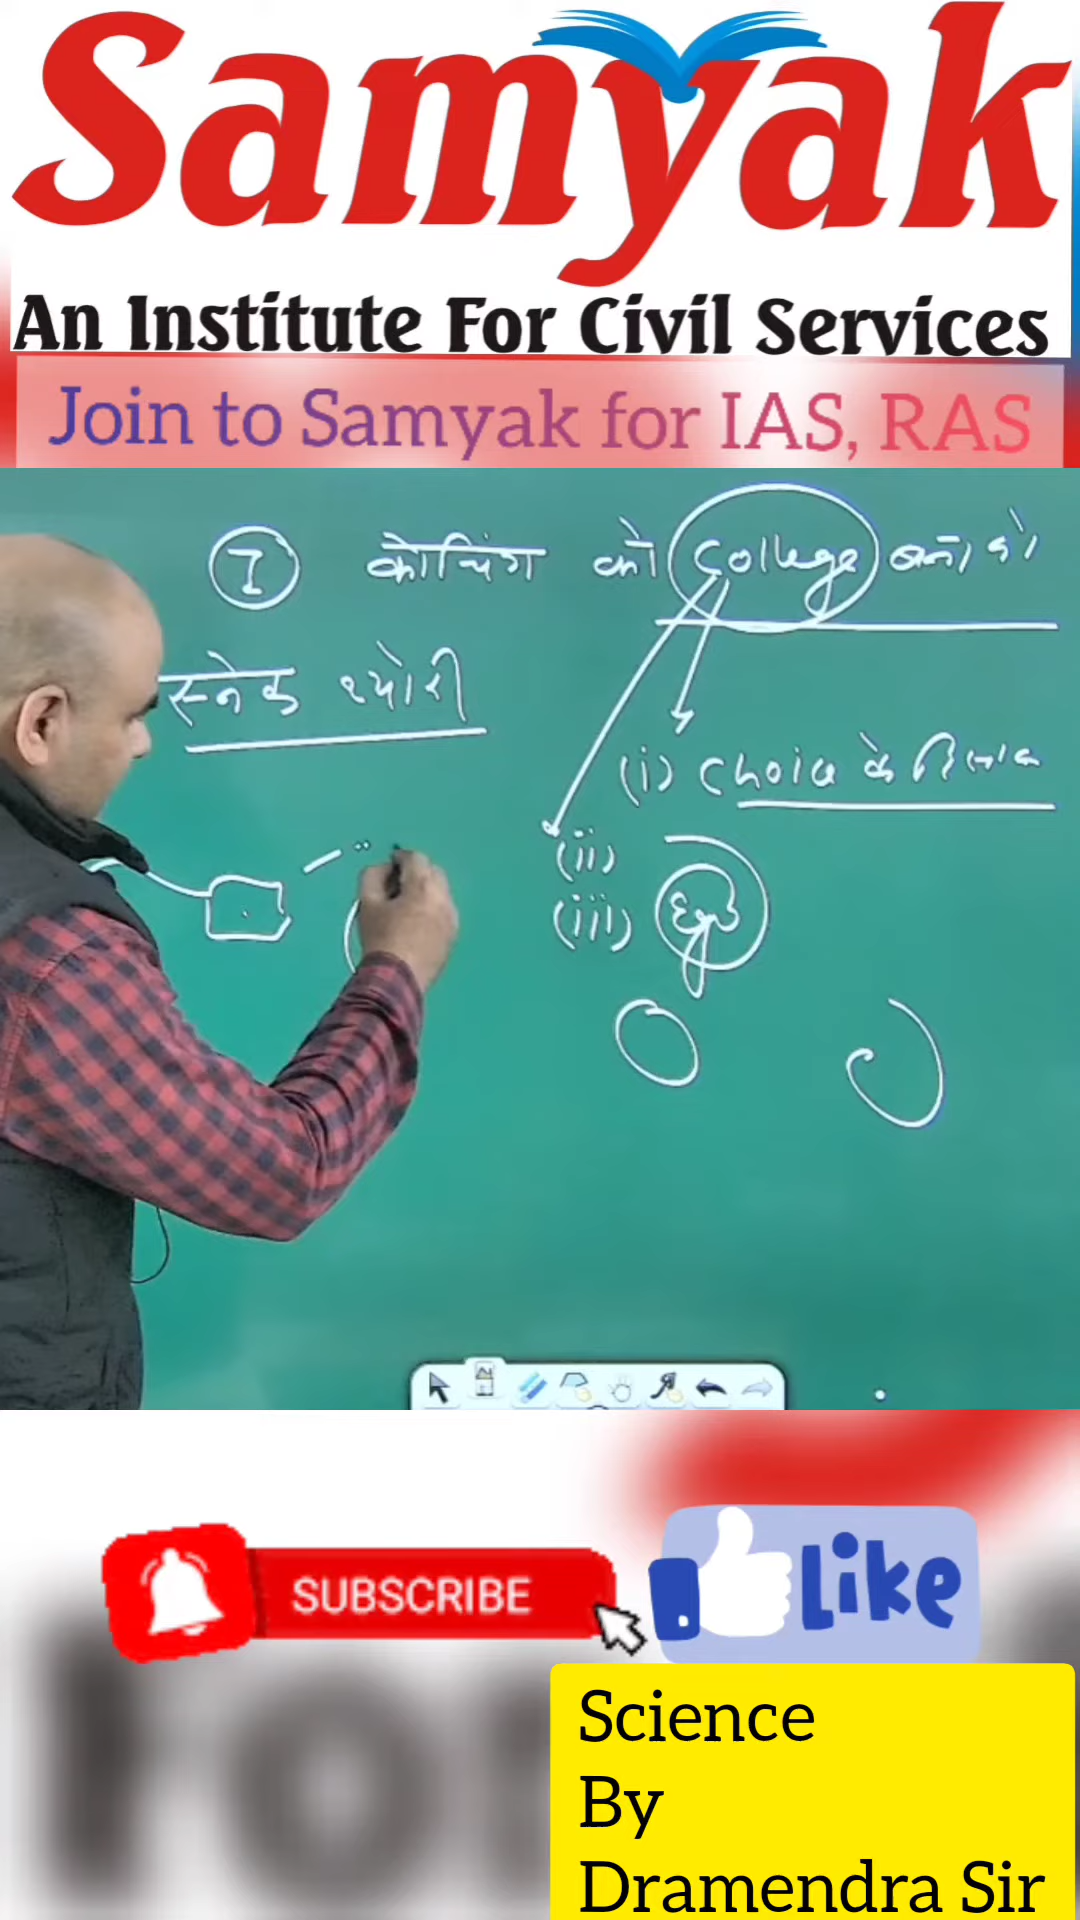 Samyak
An Institute For Civil Services
Join to Samyak for IAS, RAS
I कोचिंग को College बना दो
स्नेक थ्योरी
(i) Choice के
(ii)
(iii)
SUBSCRIBE
Like
Science
By
Dramendra Sir